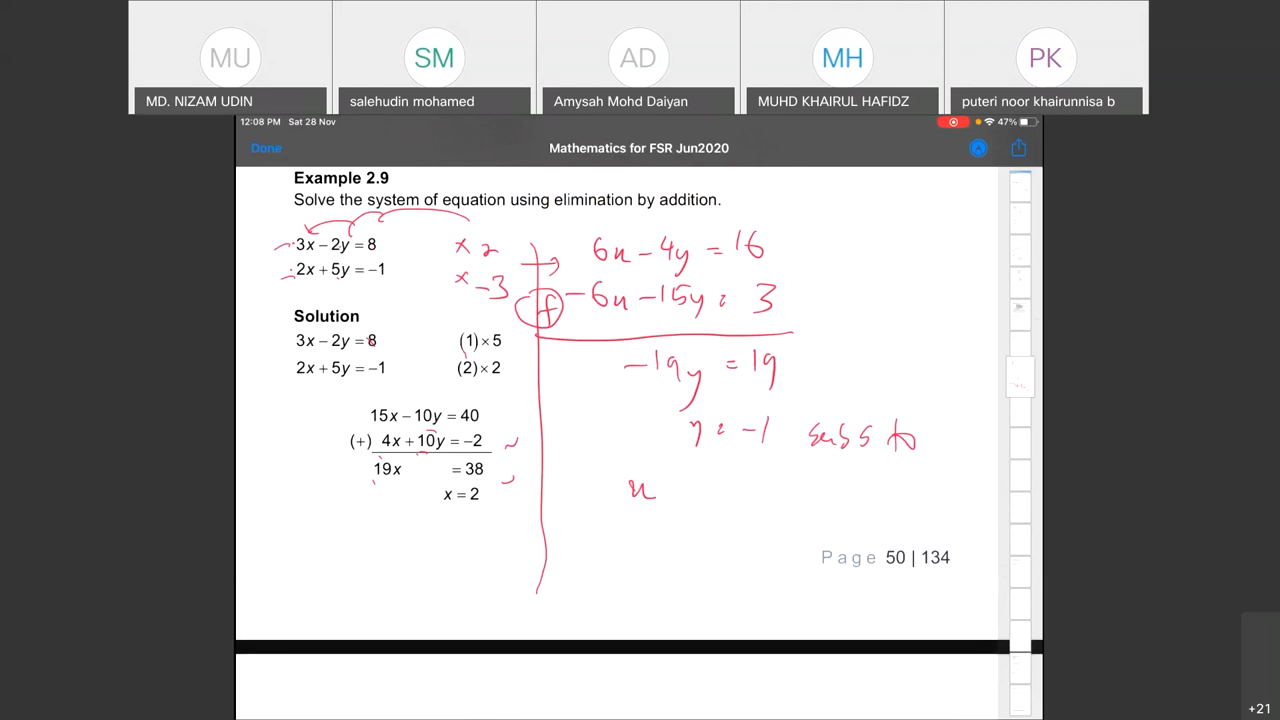 MU
SM
AD
MH
PK
MD. NIZAM UDIN
salehudin mohamed
Amysah Mohd Daiyan
MUHD KHAIRUL HAFIDZ
puteri noor khairunnisa b
12:08 PM Sat 28 Nov
47%
Done
Mathematics for FSR Jun2020
Example 2.9
Solve the system of equation using elimination by addition.
3x − 2y = 8
2x + 5y = −1
× 2
× −3
Solution
3x − 2y = 8 (1) × 5
2x + 5y = −1 (2) × 2
15x − 10y = 40
(+) 4x + 10y = −2
19x = 38
x = 2
6x − 4y = 16
+ −6x − 15y = 3
−19y = 19
y = −1 subs to
x
Page 50 | 134
+21